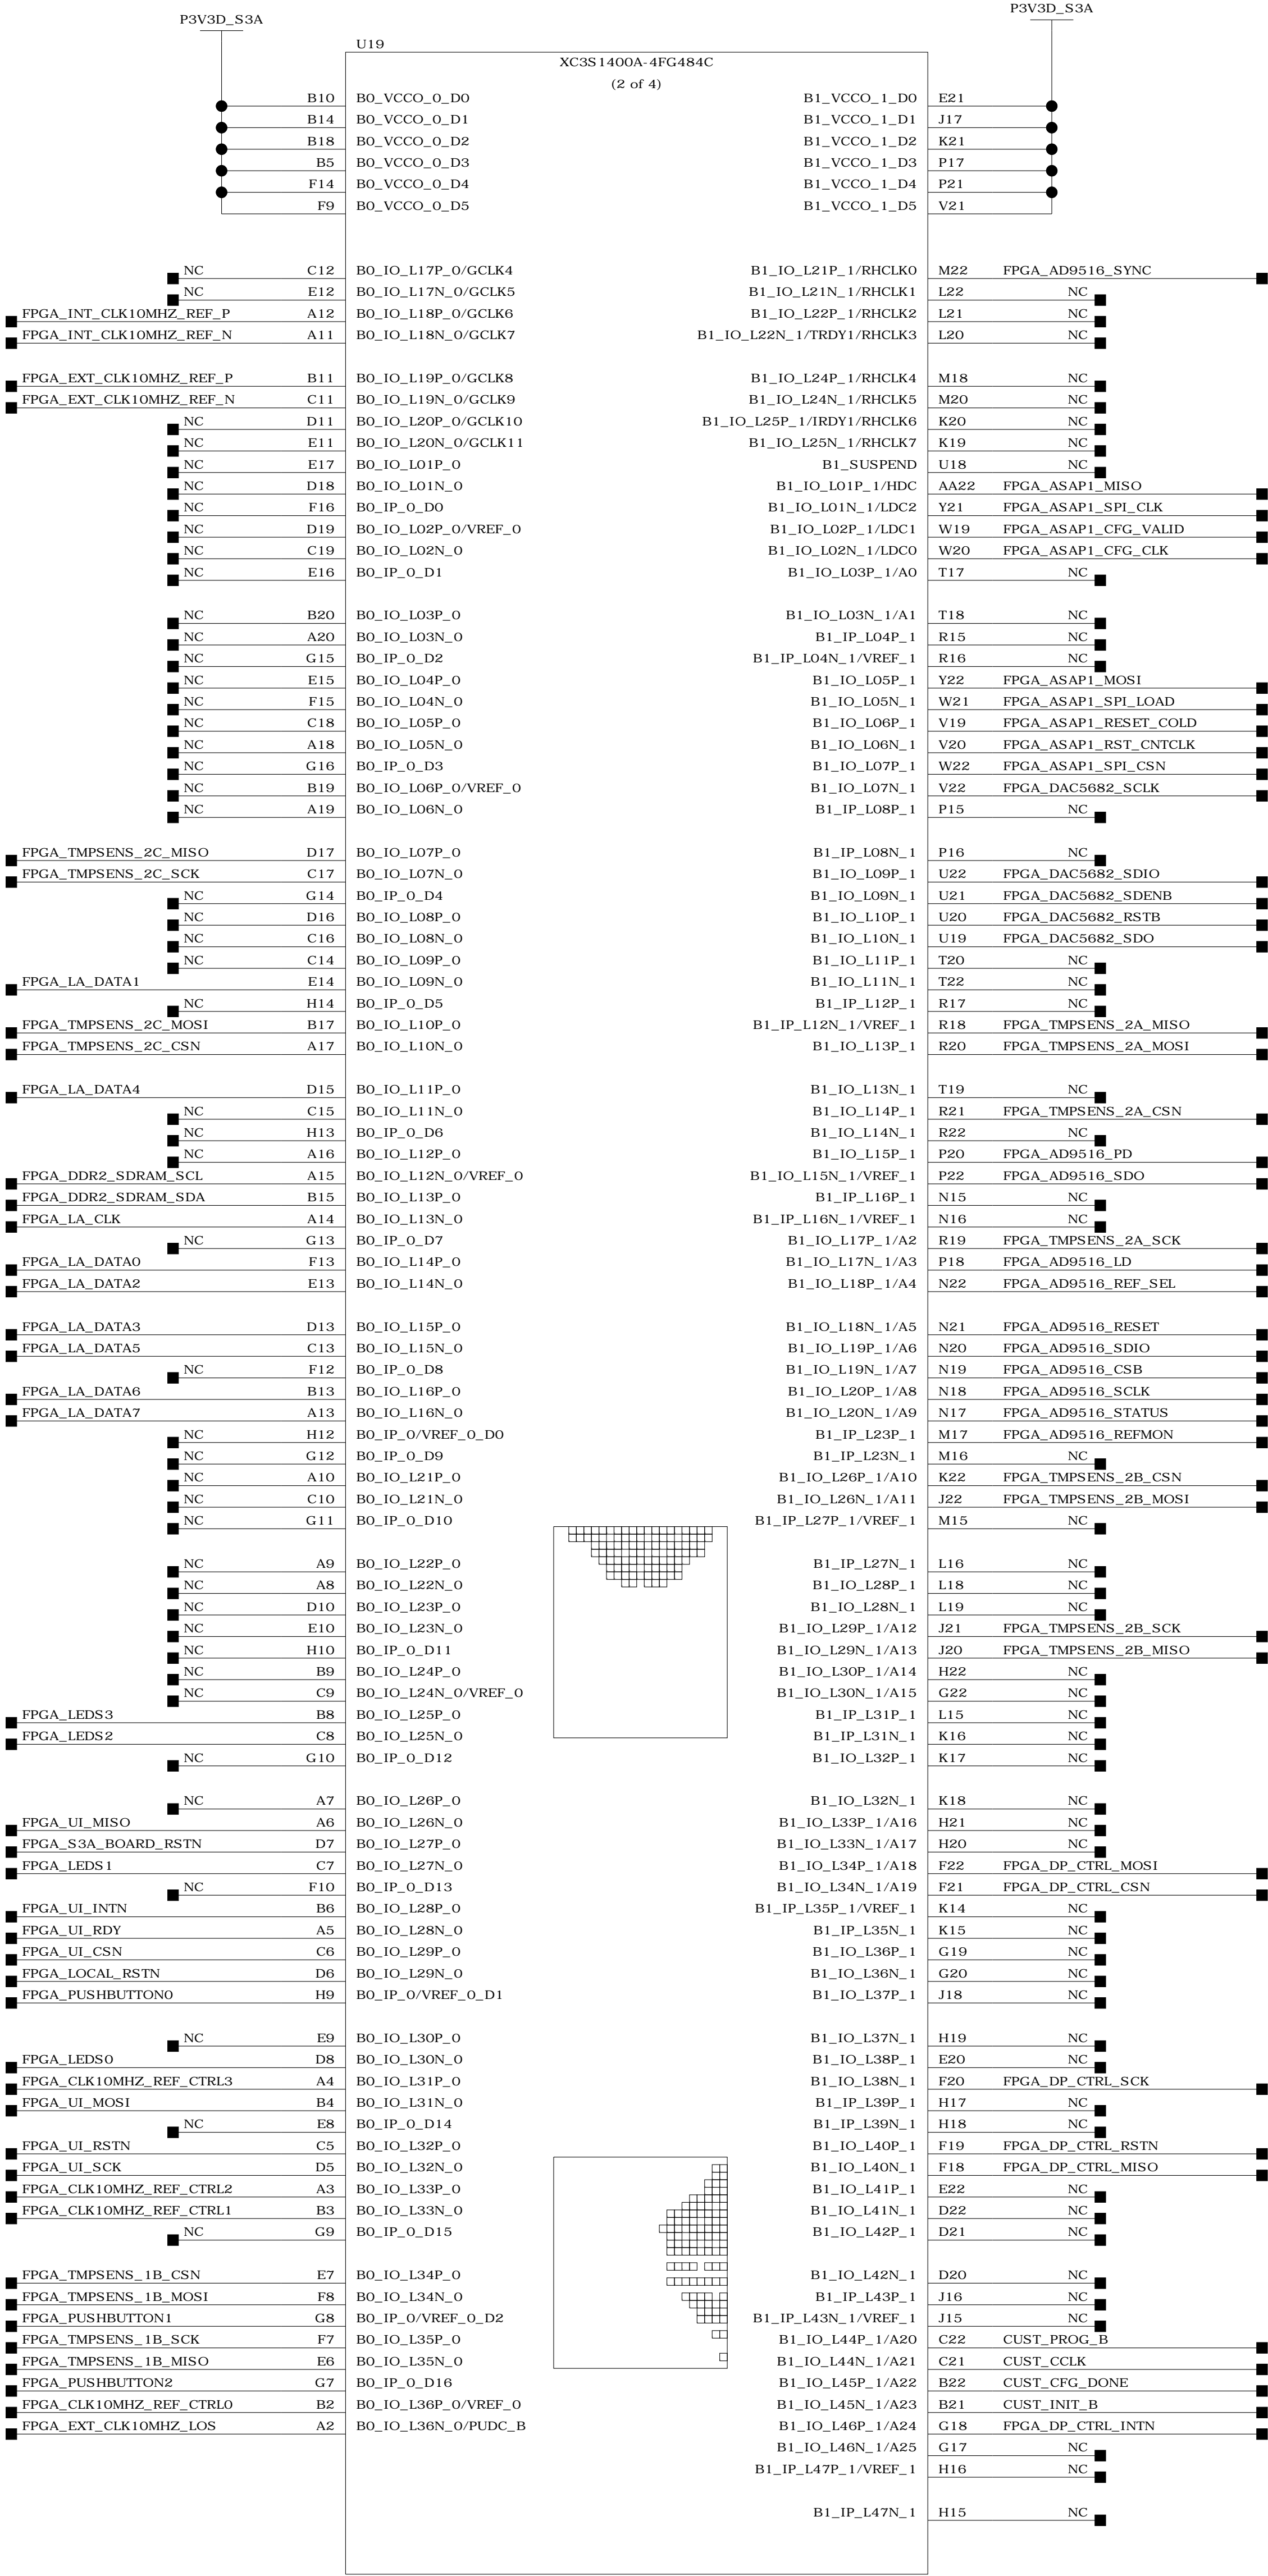 P3V3D_S3A P3V3D_S3A
U19
XC3S1400A-4FG484C
(2 of 4)
B10 B0_VCCO_0_D0 B1_VCCO_1_D0 E21
B14 B0_VCCO_0_D1 B1_VCCO_1_D1 J17
B18 B0_VCCO_0_D2 B1_VCCO_1_D2 K21
B5 B0_VCCO_0_D3 B1_VCCO_1_D3 P17
F14 B0_VCCO_0_D4 B1_VCCO_1_D4 P21
F9 B0_VCCO_0_D5 B1_VCCO_1_D5 V21
NC C12 B0_IO_L17P_0/GCLK4 B1_IO_L21P_1/RHCLK0 M22 FPGA_AD9516_SYNC
NC E12 B0_IO_L17N_0/GCLK5 B1_IO_L21N_1/RHCLK1 L22 NC
FPGA_INT_CLK10MHZ_REF_P A12 B0_IO_L18P_0/GCLK6 B1_IO_L22P_1/RHCLK2 L21 NC
FPGA_INT_CLK10MHZ_REF_N A11 B0_IO_L18N_0/GCLK7 B1_IO_L22N_1/TRDY1/RHCLK3 L20 NC
FPGA_EXT_CLK10MHZ_REF_P B11 B0_IO_L19P_0/GCLK8 B1_IO_L24P_1/RHCLK4 M18 NC
FPGA_EXT_CLK10MHZ_REF_N C11 B0_IO_L19N_0/GCLK9 B1_IO_L24N_1/RHCLK5 M20 NC
NC D11 B0_IO_L20P_0/GCLK10 B1_IO_L25P_1/IRDY1/RHCLK6 K20 NC
NC E11 B0_IO_L20N_0/GCLK11 B1_IO_L25N_1/RHCLK7 K19 NC
NC E17 B0_IO_L01P_0 B1_SUSPEND U18 NC
NC D18 B0_IO_L01N_0 B1_IO_L01P_1/HDC AA22 FPGA_ASAP1_MISO
NC F16 B0_IP_0_D0 B1_IO_L01N_1/LDC2 Y21 FPGA_ASAP1_SPI_CLK
NC D19 B0_IO_L02P_0/VREF_0 B1_IO_L02P_1/LDC1 W19 FPGA_ASAP1_CFG_VALID
NC C19 B0_IO_L02N_0 B1_IO_L02N_1/LDC0 W20 FPGA_ASAP1_CFG_CLK
NC E16 B0_IP_0_D1 B1_IO_L03P_1/A0 T17 NC
NC B20 B0_IO_L03P_0 B1_IO_L03N_1/A1 T18 NC
NC A20 B0_IO_L03N_0 B1_IP_L04P_1 R15 NC
NC G15 B0_IP_0_D2 B1_IP_L04N_1/VREF_1 R16 NC
NC E15 B0_IO_L04P_0 B1_IO_L05P_1 Y22 FPGA_ASAP1_MOSI
NC F15 B0_IO_L04N_0 B1_IO_L05N_1 W21 FPGA_ASAP1_SPI_LOAD
NC C18 B0_IO_L05P_0 B1_IO_L06P_1 V19 FPGA_ASAP1_RESET_COLD
NC A18 B0_IO_L05N_0 B1_IO_L06N_1 V20 FPGA_ASAP1_RST_CNTCLK
NC G16 B0_IP_0_D3 B1_IO_L07P_1 W22 FPGA_ASAP1_SPI_CSN
NC B19 B0_IO_L06P_0/VREF_0 B1_IO_L07N_1 V22 FPGA_DAC5682_SCLK
NC A19 B0_IO_L06N_0 B1_IP_L08P_1 P15 NC
FPGA_TMPSENS_2C_MISO D17 B0_IO_L07P_0 B1_IP_L08N_1 P16 NC
FPGA_TMPSENS_2C_SCK C17 B0_IO_L07N_0 B1_IO_L09P_1 U22 FPGA_DAC5682_SDIO
NC G14 B0_IP_0_D4 B1_IO_L09N_1 U21 FPGA_DAC5682_SDENB
NC D16 B0_IO_L08P_0 B1_IO_L10P_1 U20 FPGA_DAC5682_RSTB
NC C16 B0_IO_L08N_0 B1_IO_L10N_1 U19 FPGA_DAC5682_SDO
NC C14 B0_IO_L09P_0 B1_IO_L11P_1 T20 NC
FPGA_LA_DATA1 E14 B0_IO_L09N_0 B1_IO_L11N_1 T22 NC
NC H14 B0_IP_0_D5 B1_IP_L12P_1 R17 NC
FPGA_TMPSENS_2C_MOSI B17 B0_IO_L10P_0 B1_IP_L12N_1/VREF_1 R18 FPGA_TMPSENS_2A_MISO
FPGA_TMPSENS_2C_CSN A17 B0_IO_L10N_0 B1_IO_L13P_1 R20 FPGA_TMPSENS_2A_MOSI
FPGA_LA_DATA4 D15 B0_IO_L11P_0 B1_IO_L13N_1 T19 NC
NC C15 B0_IO_L11N_0 B1_IO_L14P_1 R21 FPGA_TMPSENS_2A_CSN
NC H13 B0_IP_0_D6 B1_IO_L14N_1 R22 NC
NC A16 B0_IO_L12P_0 B1_IO_L15P_1 P20 FPGA_AD9516_PD
FPGA_DDR2_SDRAM_SCL A15 B0_IO_L12N_0/VREF_0 B1_IO_L15N_1/VREF_1 P22 FPGA_AD9516_SDO
FPGA_DDR2_SDRAM_SDA B15 B0_IO_L13P_0 B1_IP_L16P_1 N15 NC
FPGA_LA_CLK A14 B0_IO_L13N_0 B1_IP_L16N_1/VREF_1 N16 NC
NC G13 B0_IP_0_D7 B1_IO_L17P_1/A2 R19 FPGA_TMPSENS_2A_SCK
FPGA_LA_DATA0 F13 B0_IO_L14P_0 B1_IO_L17N_1/A3 P18 FPGA_AD9516_LD
FPGA_LA_DATA2 E13 B0_IO_L14N_0 B1_IO_L18P_1/A4 N22 FPGA_AD9516_REF_SEL
FPGA_LA_DATA3 D13 B0_IO_L15P_0 B1_IO_L18N_1/A5 N21 FPGA_AD9516_RESET
FPGA_LA_DATA5 C13 B0_IO_L15N_0 B1_IO_L19P_1/A6 N20 FPGA_AD9516_SDIO
NC F12 B0_IP_0_D8 B1_IO_L19N_1/A7 N19 FPGA_AD9516_CSB
FPGA_LA_DATA6 B13 B0_IO_L16P_0 B1_IO_L20P_1/A8 N18 FPGA_AD9516_SCLK
FPGA_LA_DATA7 A13 B0_IO_L16N_0 B1_IO_L20N_1/A9 N17 FPGA_AD9516_STATUS
NC H12 B0_IP_0/VREF_0_D0 B1_IP_L23P_1 M17 FPGA_AD9516_REFMON
NC G12 B0_IP_0_D9 B1_IP_L23N_1 M16 NC
NC A10 B0_IO_L21P_0 B1_IO_L26P_1/A10 K22 FPGA_TMPSENS_2B_CSN
NC C10 B0_IO_L21N_0 B1_IO_L26N_1/A11 J22 FPGA_TMPSENS_2B_MOSI
NC G11 B0_IP_0_D10 B1_IP_L27P_1/VREF_1 M15 NC
NC A9 B0_IO_L22P_0 B1_IP_L27N_1 L16 NC
NC A8 B0_IO_L22N_0 B1_IO_L28P_1 L18 NC
NC D10 B0_IO_L23P_0 B1_IO_L28N_1 L19 NC
NC E10 B0_IO_L23N_0 B1_IO_L29P_1/A12 J21 FPGA_TMPSENS_2B_SCK
NC H10 B0_IP_0_D11 B1_IO_L29N_1/A13 J20 FPGA_TMPSENS_2B_MISO
NC B9 B0_IO_L24P_0 B1_IO_L30P_1/A14 H22 NC
NC C9 B0_IO_L24N_0/VREF_0 B1_IO_L30N_1/A15 G22 NC
FPGA_LEDS3 B8 B0_IO_L25P_0 B1_IP_L31P_1 L15 NC
FPGA_LEDS2 C8 B0_IO_L25N_0 B1_IP_L31N_1 K16 NC
NC G10 B0_IP_0_D12 B1_IO_L32P_1 K17 NC
NC A7 B0_IO_L26P_0 B1_IO_L32N_1 K18 NC
FPGA_UI_MISO A6 B0_IO_L26N_0 B1_IO_L33P_1/A16 H21 NC
FPGA_S3A_BOARD_RSTN D7 B0_IO_L27P_0 B1_IO_L33N_1/A17 H20 NC
FPGA_LEDS1 C7 B0_IO_L27N_0 B1_IO_L34P_1/A18 F22 FPGA_DP_CTRL_MOSI
NC F10 B0_IP_0_D13 B1_IO_L34N_1/A19 F21 FPGA_DP_CTRL_CSN
FPGA_UI_INTN B6 B0_IO_L28P_0 B1_IP_L35P_1/VREF_1 K14 NC
FPGA_UI_RDY A5 B0_IO_L28N_0 B1_IP_L35N_1 K15 NC
FPGA_UI_CSN C6 B0_IO_L29P_0 B1_IO_L36P_1 G19 NC
FPGA_LOCAL_RSTN D6 B0_IO_L29N_0 B1_IO_L36N_1 G20 NC
FPGA_PUSHBUTTON0 H9 B0_IP_0/VREF_0_D1 B1_IO_L37P_1 J18 NC
NC E9 B0_IO_L30P_0 B1_IO_L37N_1 H19 NC
FPGA_LEDS0 D8 B0_IO_L30N_0 B1_IO_L38P_1 E20 NC
FPGA_CLK10MHZ_REF_CTRL3 A4 B0_IO_L31P_0 B1_IO_L38N_1 F20 FPGA_DP_CTRL_SCK
FPGA_UI_MOSI B4 B0_IO_L31N_0 B1_IP_L39P_1 H17 NC
NC E8 B0_IP_0_D14 B1_IP_L39N_1 H18 NC
FPGA_UI_RSTN C5 B0_IO_L32P_0 B1_IO_L40P_1 F19 FPGA_DP_CTRL_RSTN
FPGA_UI_SCK D5 B0_IO_L32N_0 B1_IO_L40N_1 F18 FPGA_DP_CTRL_MISO
FPGA_CLK10MHZ_REF_CTRL2 A3 B0_IO_L33P_0 B1_IO_L41P_1 E22 NC
FPGA_CLK10MHZ_REF_CTRL1 B3 B0_IO_L33N_0 B1_IO_L41N_1 D22 NC
NC G9 B0_IP_0_D15 B1_IO_L42P_1 D21 NC
FPGA_TMPSENS_1B_CSN E7 B0_IO_L34P_0 B1_IO_L42N_1 D20 NC
FPGA_TMPSENS_1B_MOSI F8 B0_IO_L34N_0 B1_IP_L43P_1 J16 NC
FPGA_PUSHBUTTON1 G8 B0_IP_0/VREF_0_D2 B1_IP_L43N_1/VREF_1 J15 NC
FPGA_TMPSENS_1B_SCK F7 B0_IO_L35P_0 B1_IO_L44P_1/A20 C22 CUST_PROG_B
FPGA_TMPSENS_1B_MISO E6 B0_IO_L35N_0 B1_IO_L44N_1/A21 C21 CUST_CCLK
FPGA_PUSHBUTTON2 G7 B0_IP_0_D16 B1_IO_L45P_1/A22 B22 CUST_CFG_DONE
FPGA_CLK10MHZ_REF_CTRL0 B2 B0_IO_L36P_0/VREF_0 B1_IO_L45N_1/A23 B21 CUST_INIT_B
FPGA_EXT_CLK10MHZ_LOS A2 B0_IO_L36N_0/PUDC_B B1_IO_L46P_1/A24 G18 FPGA_DP_CTRL_INTN
B1_IO_L46N_1/A25 G17 NC
B1_IP_L47P_1/VREF_1 H16 NC
B1_IP_L47N_1 H15 NC